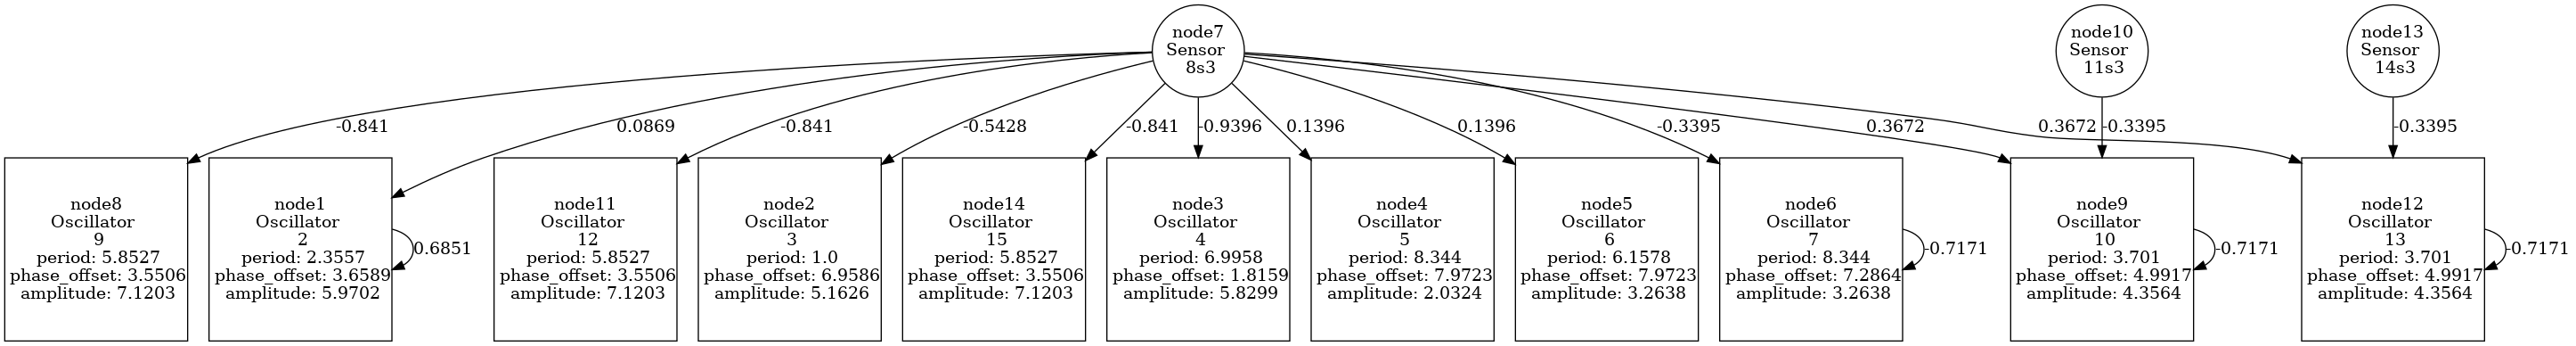 node7
Sensor
8s3
node10
Sensor
11s3
node13
Sensor
14s3
-0.841
0.0869
-0.841
-0.5428
-0.841
-0.9396
0.1396
0.1396
-0.3395
0.3672
0.3672
-0.3395
-0.3395
node8
Oscillator
9
period: 5.8527
phase_offset: 3.5506
amplitude: 7.1203
node1
Oscillator
2
period: 2.3557
phase_offset: 3.6589
amplitude: 5.9702
0.6851
node11
Oscillator
12
period: 5.8527
phase_offset: 3.5506
amplitude: 7.1203
node2
Oscillator
3
period: 1.0
phase_offset: 6.9586
amplitude: 5.1626
node14
Oscillator
15
period: 5.8527
phase_offset: 3.5506
amplitude: 7.1203
node3
Oscillator
4
period: 6.9958
phase_offset: 1.8159
amplitude: 5.8299
node4
Oscillator
5
period: 8.344
phase_offset: 7.9723
amplitude: 2.0324
node5
Oscillator
6
period: 6.1578
phase_offset: 7.9723
amplitude: 3.2638
node6
Oscillator
7
period: 8.344
phase_offset: 7.2864
amplitude: 3.2638
-0.7171
node9
Oscillator
10
period: 3.701
phase_offset: 4.9917
amplitude: 4.3564
-0.7171
node12
Oscillator
13
period: 3.701
phase_offset: 4.9917
amplitude: 4.3564
-0.7171